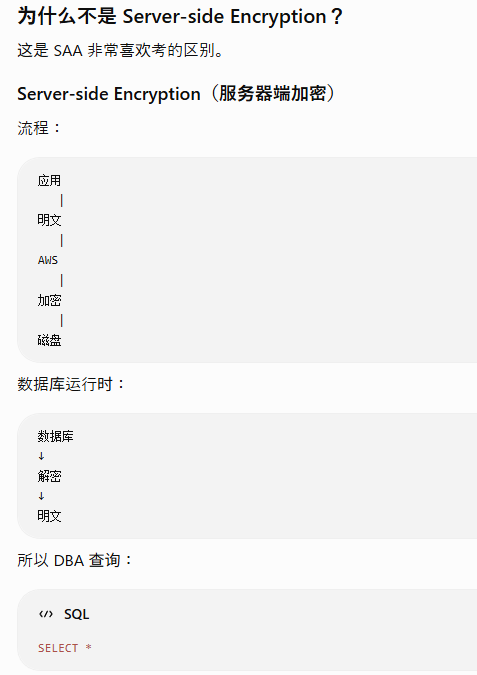 为什么不是 Server-side Encryption？
这是 SAA 非常喜欢考的区别。
Server-side Encryption（服务器端加密）
流程：
应用
|
明文
|
AWS
|
加密
|
磁盘
数据库运行时：
数据库
↓
解密
↓
明文
所以 DBA 查询：
</> SQL
SELECT *